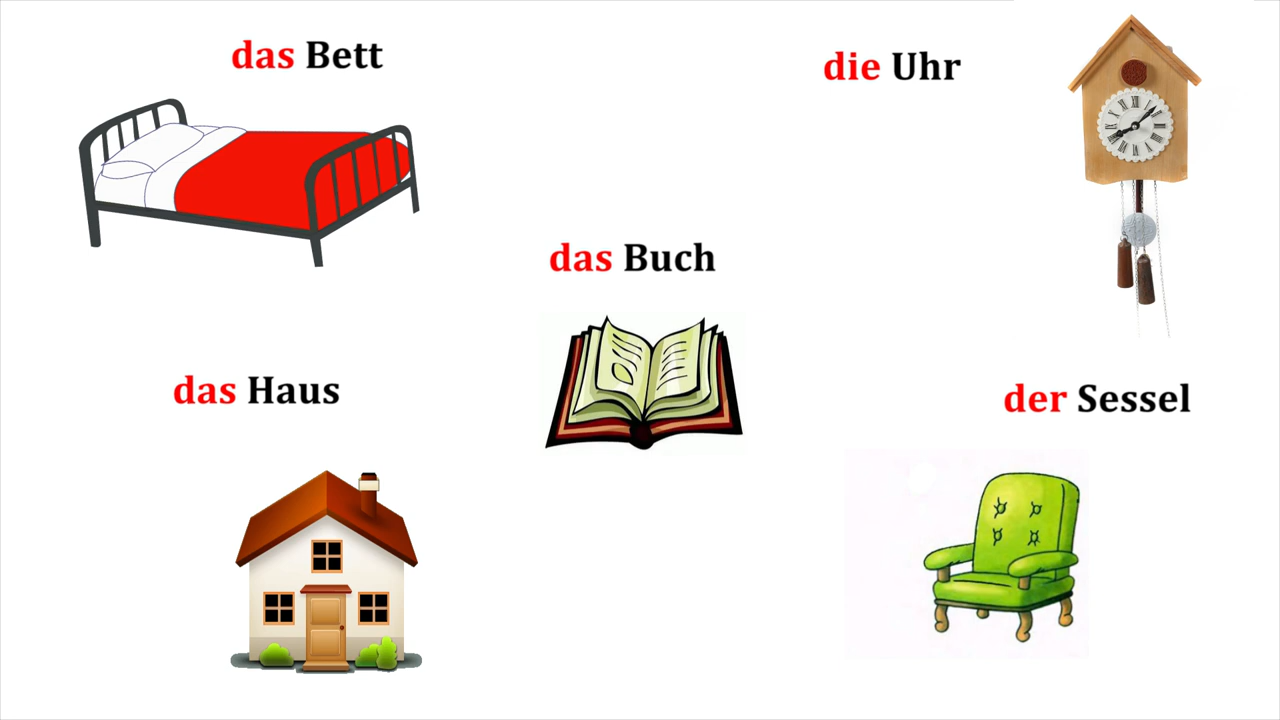 das Bett
die Uhr
das Buch
das Haus
der Sessel